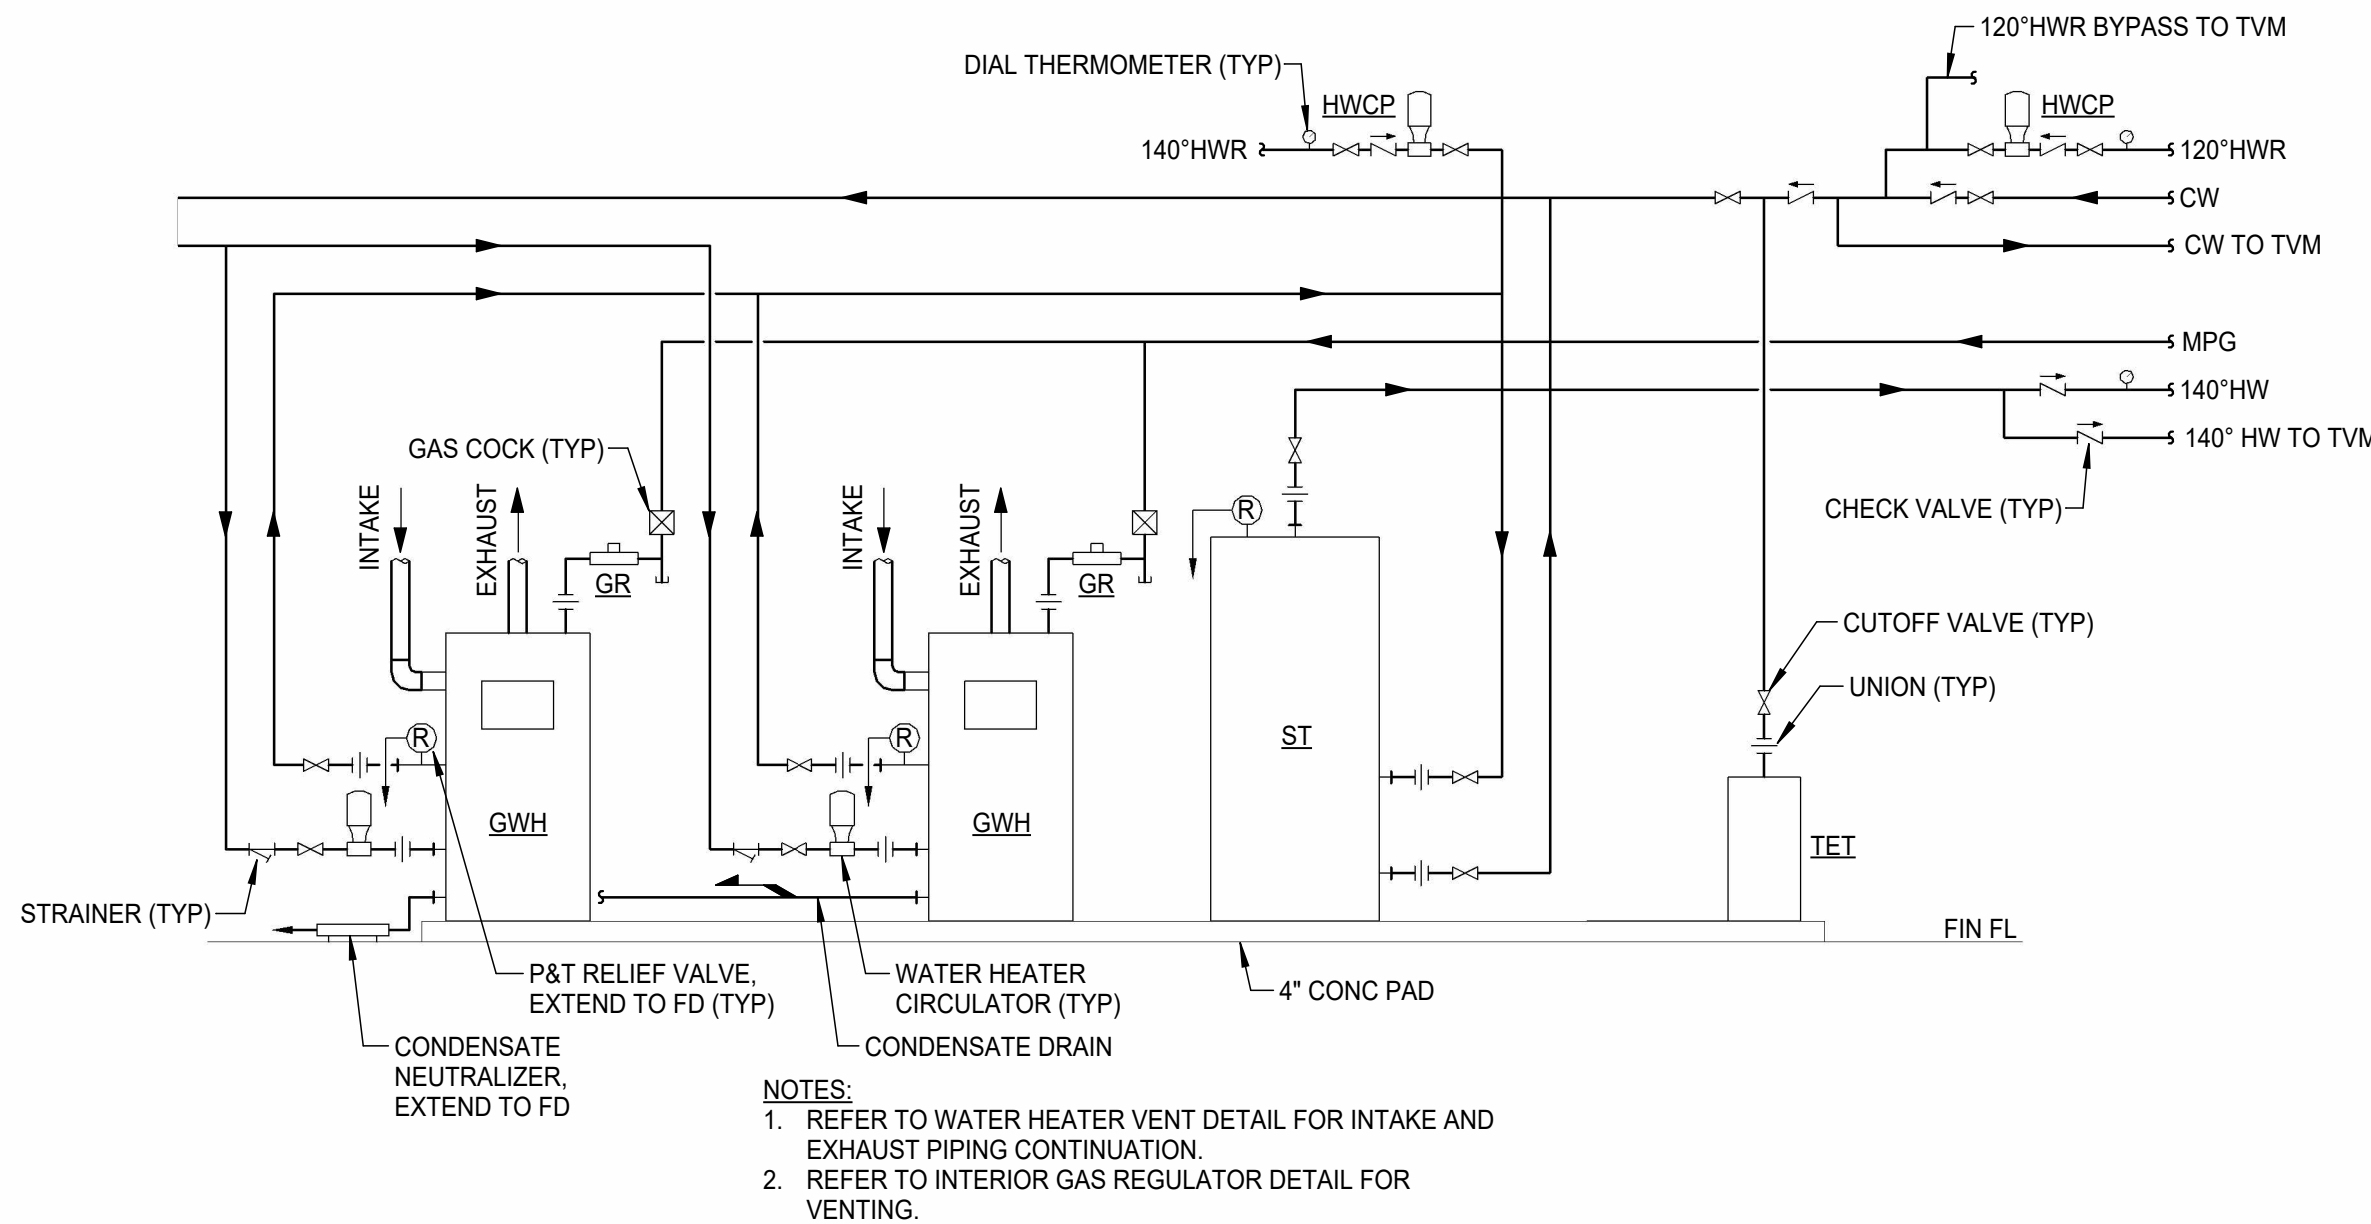 120°HWR BYPASS TO TVM
DIAL THERMOMETER (TYP)
HWCP
HWCP
140°HWR
120°HWR
CW
CW TO TVM
MPG
140°HW
140° HW TO TVM
GAS COCK (TYP)
INTAKE
EXHAUST
INTAKE
EXHAUST
R
CHECK VALVE (TYP)
GR
GR
CUTOFF VALVE (TYP)
UNION (TYP)
R
R
ST
GWH
GWH
TET
STRAINER (TYP)
FIN FL
P&T RELIEF VALVE,
EXTEND TO FD (TYP)
WATER HEATER
CIRCULATOR (TYP)
4" CONC PAD
CONDENSATE
NEUTRALIZER,
EXTEND TO FD
CONDENSATE DRAIN
NOTES:
1. REFER TO WATER HEATER VENT DETAIL FOR INTAKE AND
EXHAUST PIPING CONTINUATION.
2. REFER TO INTERIOR GAS REGULATOR DETAIL FOR
VENTING.